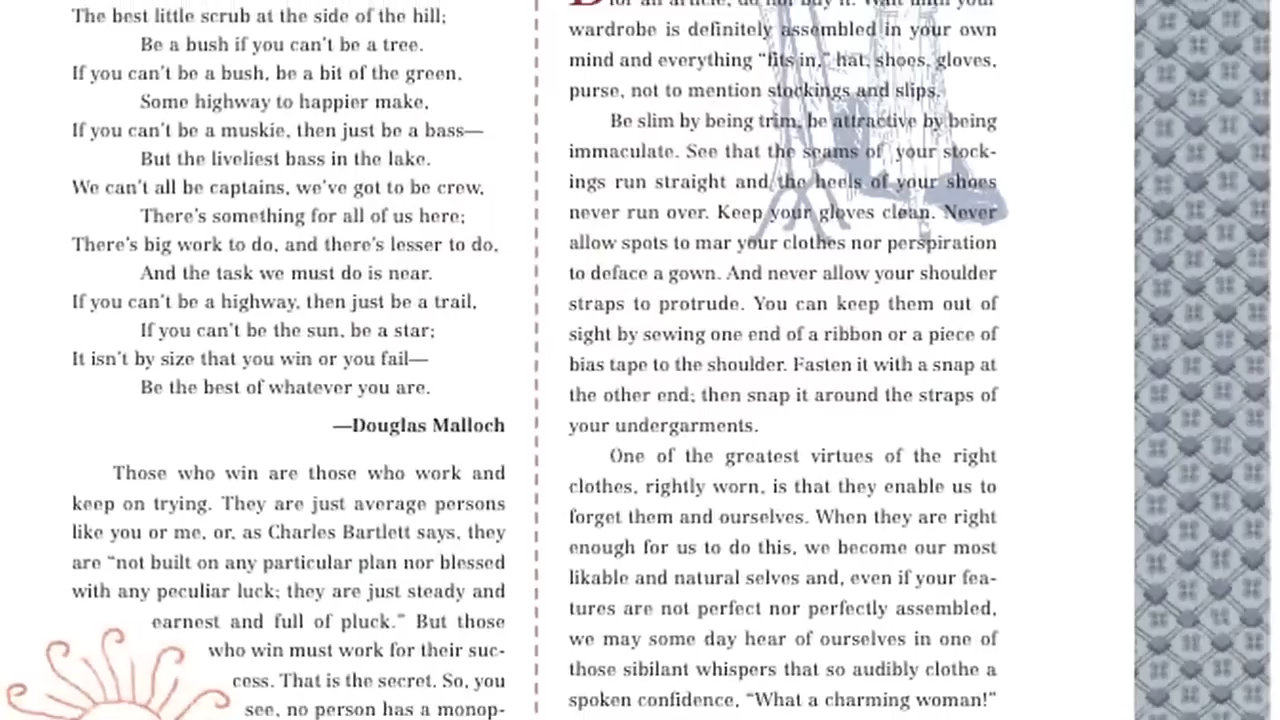 The best little scrub at the side of the hill;
Be a bush if you can't be a tree.
If you can't be a bush, be a bit of the green,
Some highway to happier make,
If you can't be a muskie, then just be a bass—
But the liveliest bass in the lake.
We can't all be captains, we've got to be crew,
There's something for all of us here;
There's big work to do, and there's lesser to do,
And the task we must do is near.
If you can't be a highway, then just be a trail,
If you can't be the sun, be a star;
It isn't by size that you win or you fail—
Be the best of whatever you are.
—Douglas Malloch
Those who win are those who work and
keep on trying. They are just average persons
like you or me, or, as Charles Bartlett says, they
are "not built on any particular plan nor blessed
with any peculiar luck; they are just steady and
earnest and full of pluck." But those
who win must work for their suc-
cess. That is the secret. So, you
see, no person has a monop-
for an article, do not buy it. Wait until your
wardrobe is definitely assembled in your own
mind and everything "fits in," hat, shoes, gloves,
purse, not to mention stockings and slips.
Be slim by being trim, be attractive by being
immaculate. See that the seams of your stock-
ings run straight and the heels of your shoes
never run over. Keep your gloves clean. Never
allow spots to mar your clothes nor perspiration
to deface a gown. And never allow your shoulder
straps to protrude. You can keep them out of
sight by sewing one end of a ribbon or a piece of
bias tape to the shoulder. Fasten it with a snap at
the other end; then snap it around the straps of
your undergarments.
One of the greatest virtues of the right
clothes, rightly worn, is that they enable us to
forget them and ourselves. When they are right
enough for us to do this, we become our most
likable and natural selves and, even if your fea-
tures are not perfect nor perfectly assembled,
we may some day hear of ourselves in one of
those sibilant whispers that so audibly clothe a
spoken confidence, "What a charming woman!"